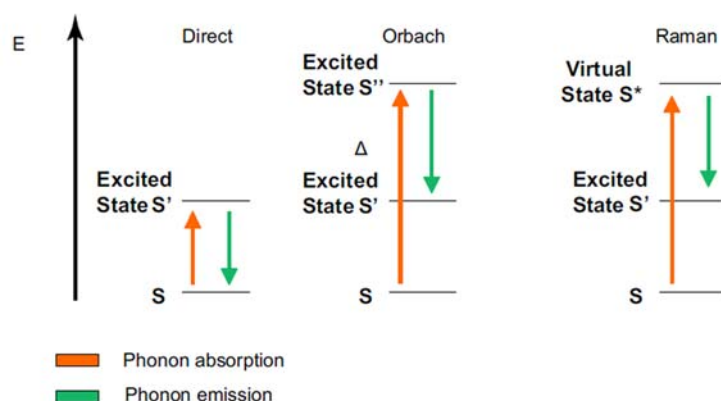 E
Direct
Orbach
Raman
Excited
State S''
Virtual
State S*
Δ
Excited
State S'
Excited
State S'
Excited
State S'
S
S
S
Phonon absorption
Phonon emission